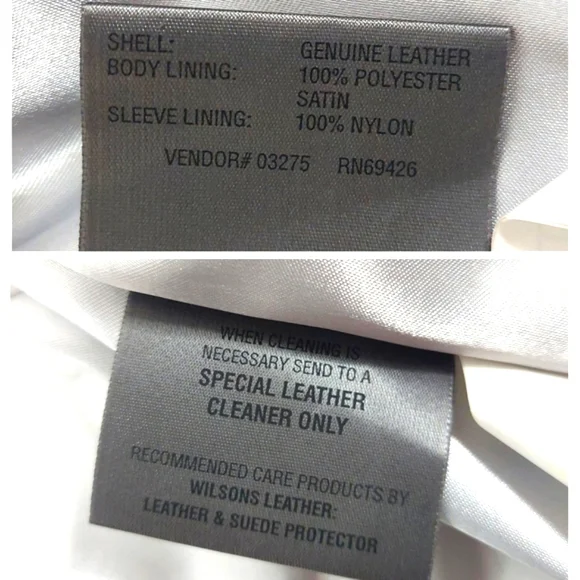 SHELL: GENUINE LEATHER
BODY LINING: 100% POLYESTER
SATIN
SLEEVE LINING: 100% NYLON
VENDOR# 03275 RN69426
WHEN CLEANING IS
NECESSARY SEND TO A
SPECIAL LEATHER
CLEANER ONLY
RECOMMENDED CARE PRODUCTS BY
WILSONS LEATHER:
LEATHER & SUEDE PROTECTOR